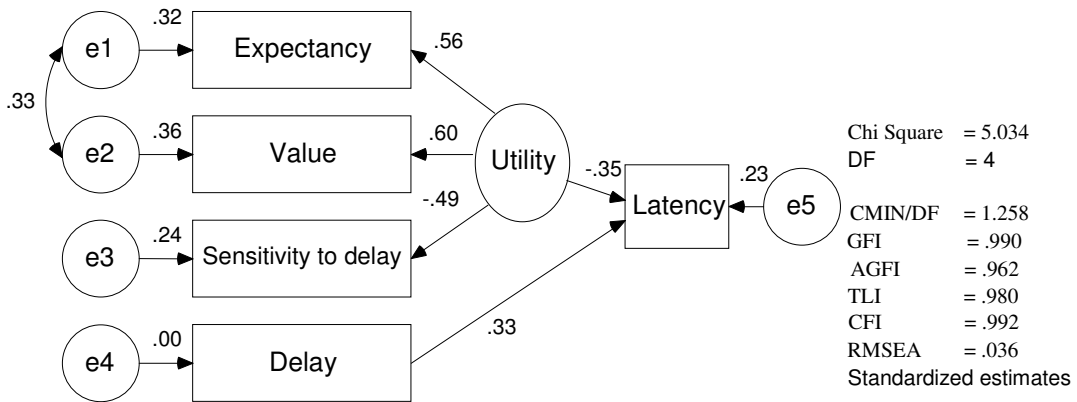 .32
e1
Expectancy
.56
.33
.36
e2
Value
.60
Utility
-.49
.24
e3
Sensitivity to delay
-.35
Latency
.23
e5
.00
e4
Delay
.33
Chi Square = 5.034
DF = 4
CMIN/DF = 1.258
GFI = .990
AGFI = .962
TLI = .980
CFI = .992
RMSEA = .036
Standardized estimates